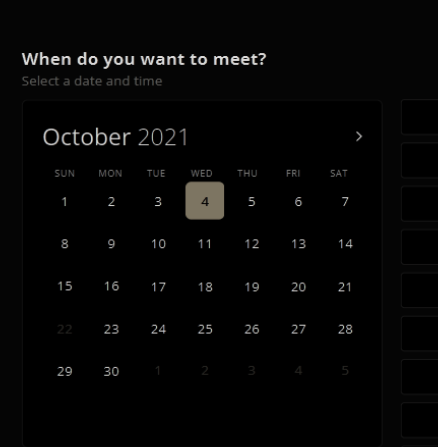 When do you want to meet?
Select a date and time
October 2021
SUN MON TUE WED THU FRI SAT
1 2 3 4 5 6 7
8 9 10 11 12 13 14
15 16 17 18 19 20 21
22 23 24 25 26 27 28
29 30 1 2 3 4 5